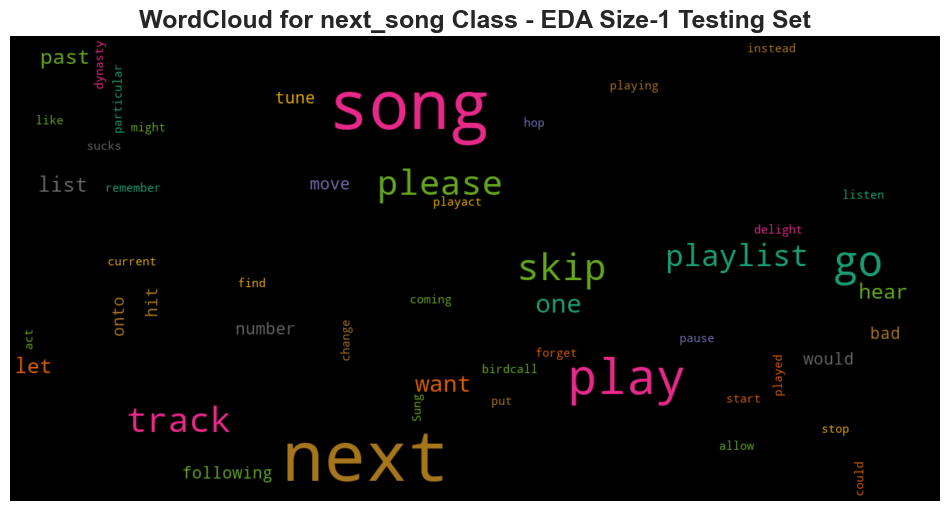 WordCloud for next_song Class - EDA Size-1 Testing Set
past
dynasty
particular
instead
like
might
tune
song
playing
hop
sucks
list
remember
move
please
playact
listen
delight
current
find
skip
playlist
go
hear
onto
hit
coming
one
number
change
pause
bad
act
let
want
birdcall
forget
play
would
played
Sung
put
start
track
next
following
stop
allow
could